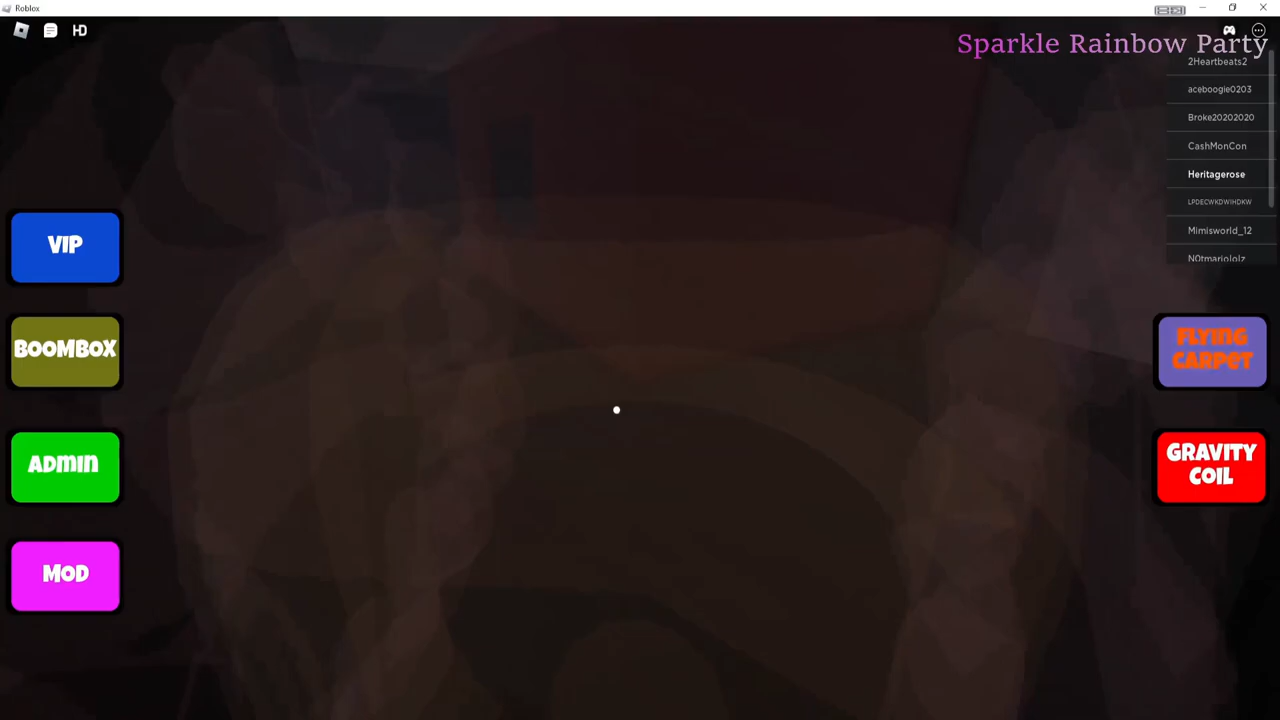 Roblox
HD
Sparkle Rainbow Party
2Heartbeats2
aceboogie0203
Broke20202020
CashMonCon
Heritagerose
LPDECWKDWIHDKW
Mimisworld_12
N0tmariololz
VIP
BOOMBOX
ADMIN
MOD
FLYING
CARPET
GRAVITY
COIL